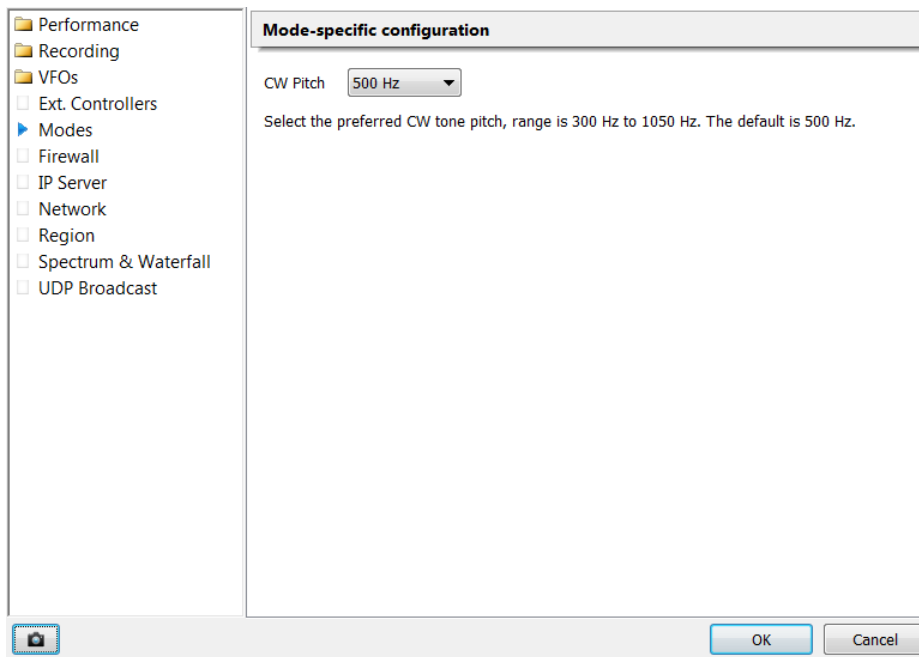 Performance
Recording
VFOs
Ext. Controllers
Modes
Firewall
IP Server
Network
Region
Spectrum & Waterfall
UDP Broadcast
Mode-specific configuration
CW Pitch 500 Hz
Select the preferred CW tone pitch, range is 300 Hz to 1050 Hz. The default is 500 Hz.
OK Cancel